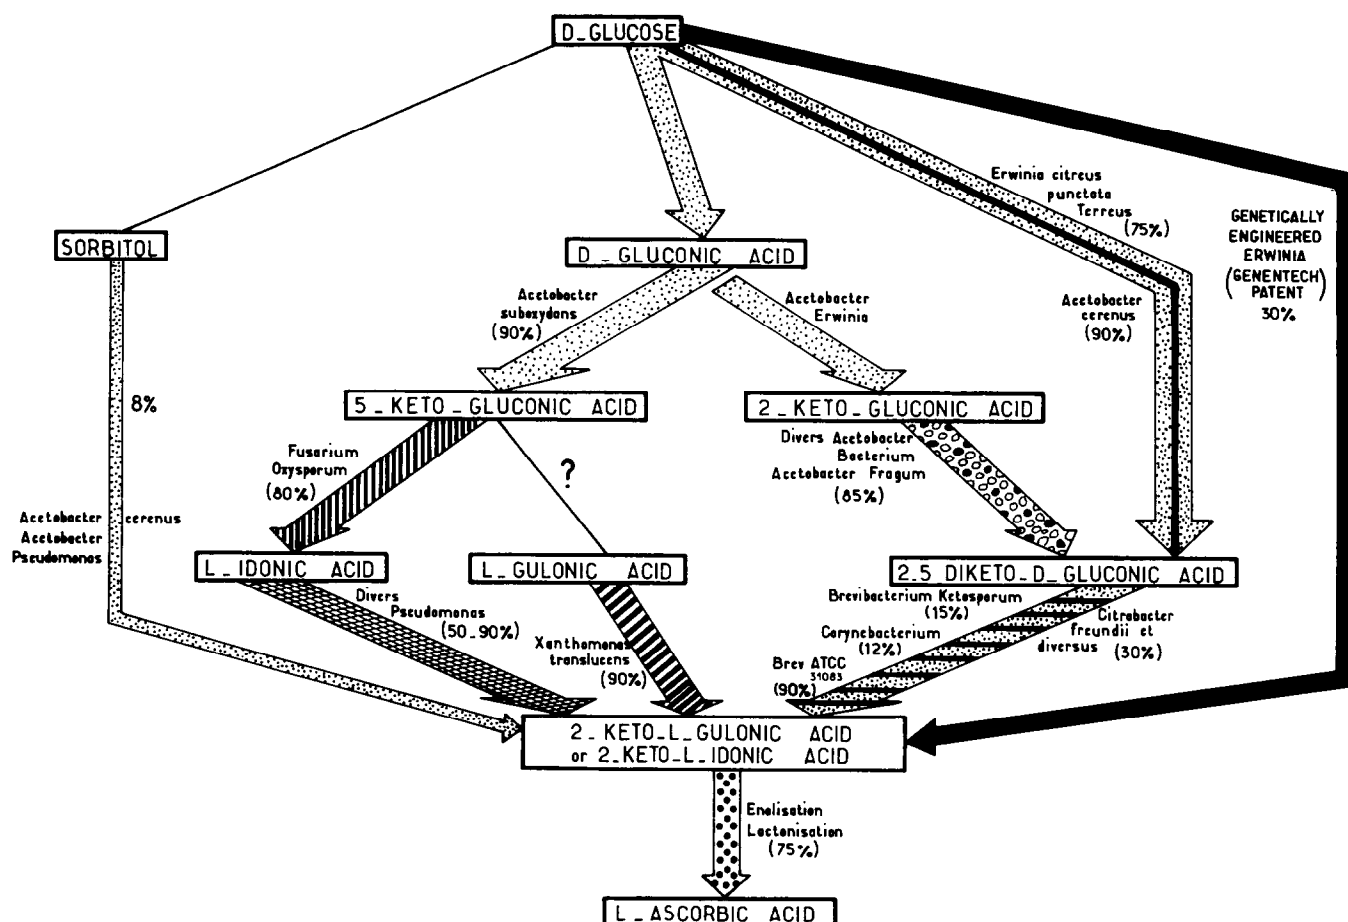 D_GLUCOSE
Erwinia citreus
punctata
Terreus
(75%)
GENETICALLY
ENGINEERED
ERWINIA
(GENENTECH)
PATENT
30%
SORBITOL
D_GLUCONIC ACID
Acetobacter
suboxydans
(90%)
Acetobacter
Erwinia
Acetobacter
cerenus
(90%)
8%
5_KETO_GLUCONIC ACID
2_KETO_GLUCONIC ACID
Fusarium
Oxysporum
(80%)
?
Divers Acetobacter
Bacterium
Acetobacter Fragum
(85%)
Acetobacter cerenus
Acetobacter
Pseudomonas
L_IDONIC ACID
L_GULONIC ACID
2.5_DIKETO_D_GLUCONIC ACID
Divers
Pseudomonas
(50_90%)
Xanthomonas
translucens
(90%)
Brevibacterium Ketosporum
(15%)
Corynebacterium
(12%)
Brev ATCC
31083
(90%)
Citrobacter
freundii et
diversus
(30%)
2_KETO_L_GULONIC ACID
or 2_KETO_L_IDONIC ACID
Enolisation
Lactonisation
(75%)
L_ASCORBIC ACID